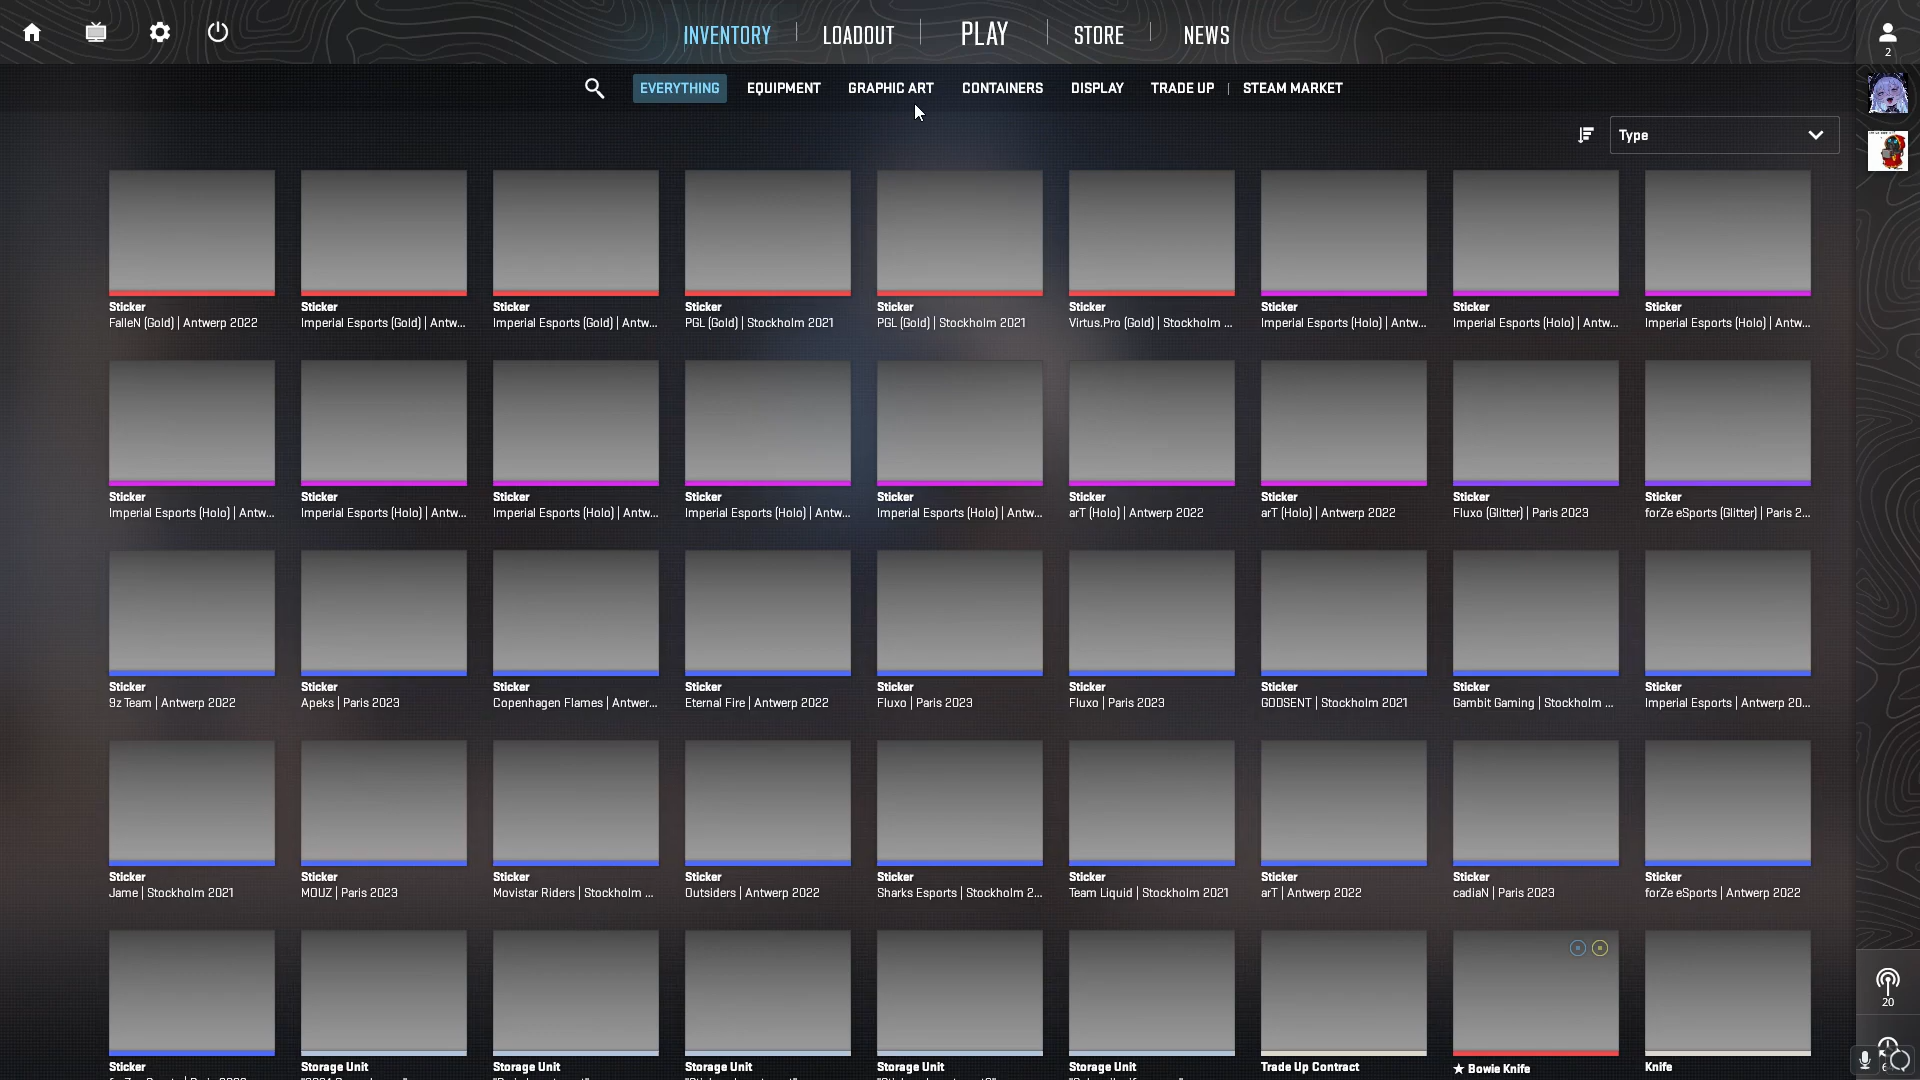 INVENTORY
LOADOUT
PLAY
STORE
NEWS
2
EVERYTHING
EQUIPMENT
GRAPHIC ART
CONTAINERS
DISPLAY
TRADE UP
STEAM MARKET
Type
Sticker
FalleN (Gold) | Antwerp 2022
Sticker
Imperial Esports (Gold) | Antw...
Sticker
Imperial Esports (Gold) | Antw...
Sticker
PGL (Gold) | Stockholm 2021
Sticker
PGL (Gold) | Stockholm 2021
Sticker
Virtus.Pro (Gold) | Stockholm ...
Sticker
Imperial Esports (Holo) | Antw...
Sticker
Imperial Esports (Holo) | Antw...
Sticker
Imperial Esports (Holo) | Antw...
Sticker
Imperial Esports (Holo) | Antw...
Sticker
Imperial Esports (Holo) | Antw...
Sticker
Imperial Esports (Holo) | Antw...
Sticker
Imperial Esports (Holo) | Antw...
Sticker
Imperial Esports (Holo) | Antw...
Sticker
arT (Holo) | Antwerp 2022
Sticker
arT (Holo) | Antwerp 2022
Sticker
Fluxo (Glitter) | Paris 2023
Sticker
forZe eSports (Glitter) | Paris 2...
Sticker
9z Team | Antwerp 2022
Sticker
Apeks | Paris 2023
Sticker
Copenhagen Flames | Antwer...
Sticker
Eternal Fire | Antwerp 2022
Sticker
Fluxo | Paris 2023
Sticker
Fluxo | Paris 2023
Sticker
GODSENT | Stockholm 2021
Sticker
Gambit Gaming | Stockholm ...
Sticker
Imperial Esports | Antwerp 20...
Sticker
Jame | Stockholm 2021
Sticker
MOUZ | Paris 2023
Sticker
Movistar Riders | Stockholm ...
Sticker
Outsiders | Antwerp 2022
Sticker
Sharks Esports | Stockholm 2...
Sticker
Team Liquid | Stockholm 2021
Sticker
arT | Antwerp 2022
Sticker
cadiaN | Paris 2023
Sticker
forZe eSports | Antwerp 2022
20
Sticker
Storage Unit
Storage Unit
Storage Unit
Storage Unit
Storage Unit
Trade Up Contract
★ Bowie Knife
Knife